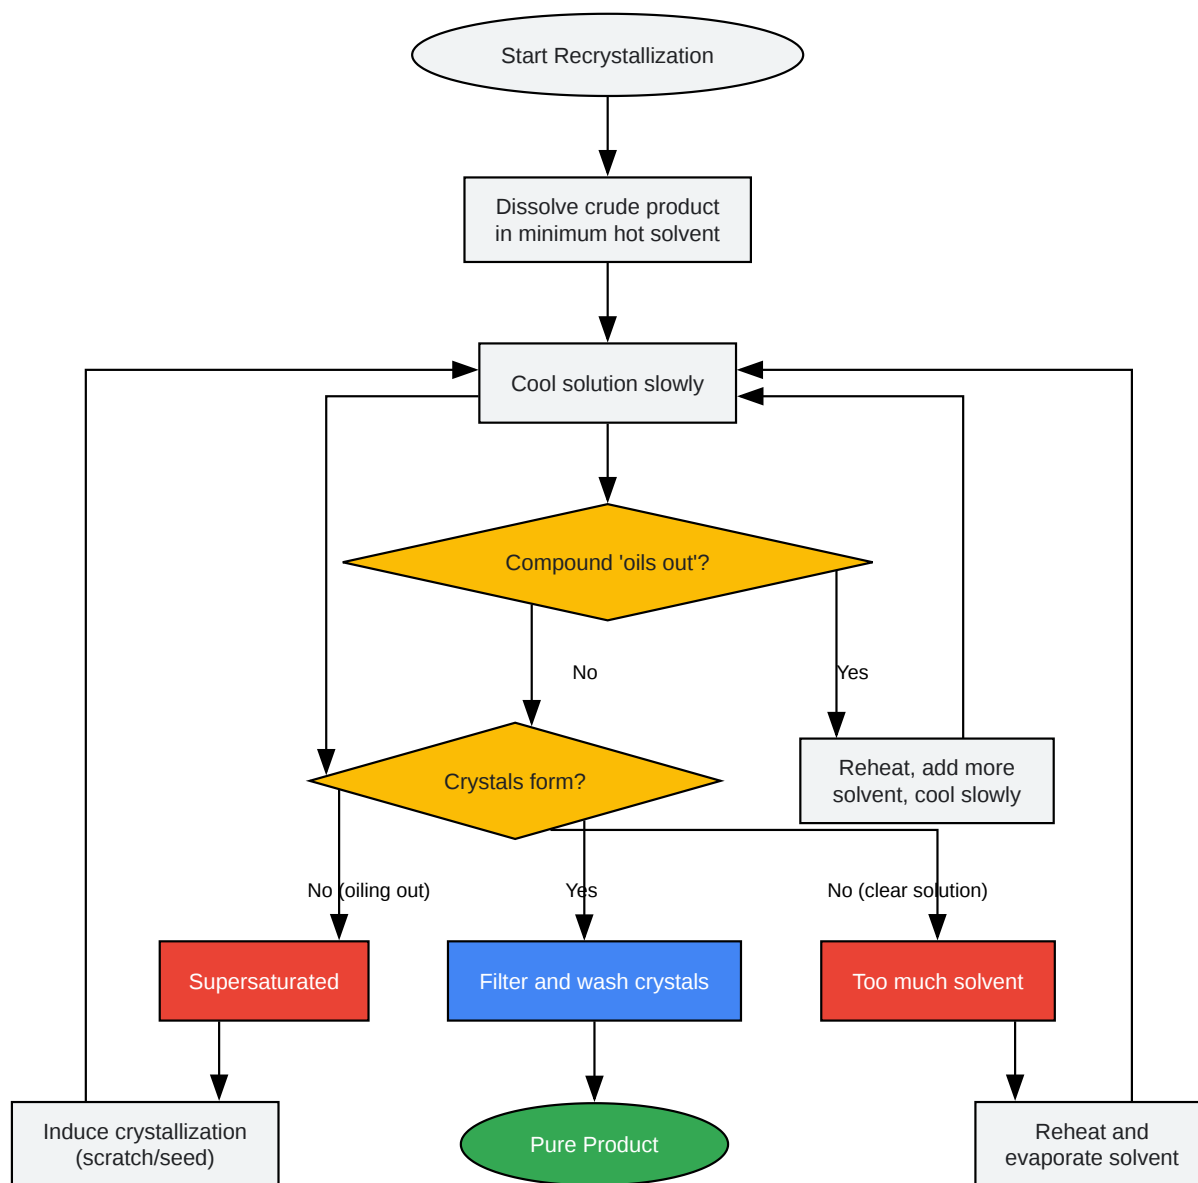 Start Recrystallization
Dissolve crude product
in minimum hot solvent
Cool solution slowly
Compound 'oils out'?
No
Yes
Crystals form?
Reheat, add more
solvent, cool slowly
No (oiling out)
Yes
No (clear solution)
Supersaturated
Filter and wash crystals
Too much solvent
Induce crystallization
(scratch/seed)
Pure Product
Reheat and
evaporate solvent